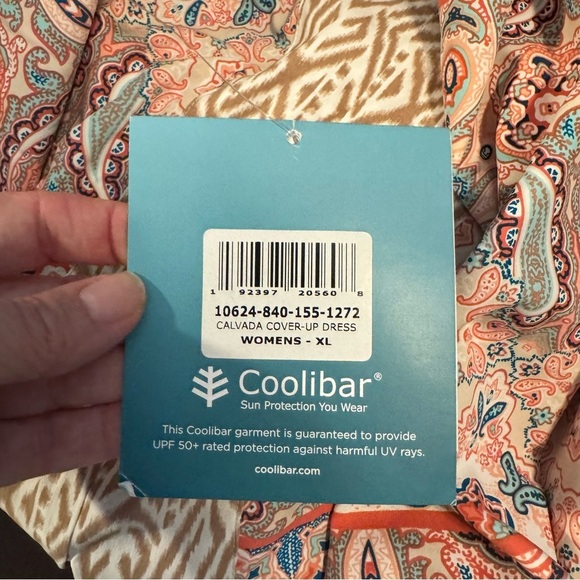 1 92397 20560 8
10624-840-155-1272
CALVADA COVER-UP DRESS
WOMENS - XL
Coolibar®
Sun Protection You Wear
This Coolibar garment is guaranteed to provide
UPF 50+ rated protection against harmful UV rays.
coolibar.com